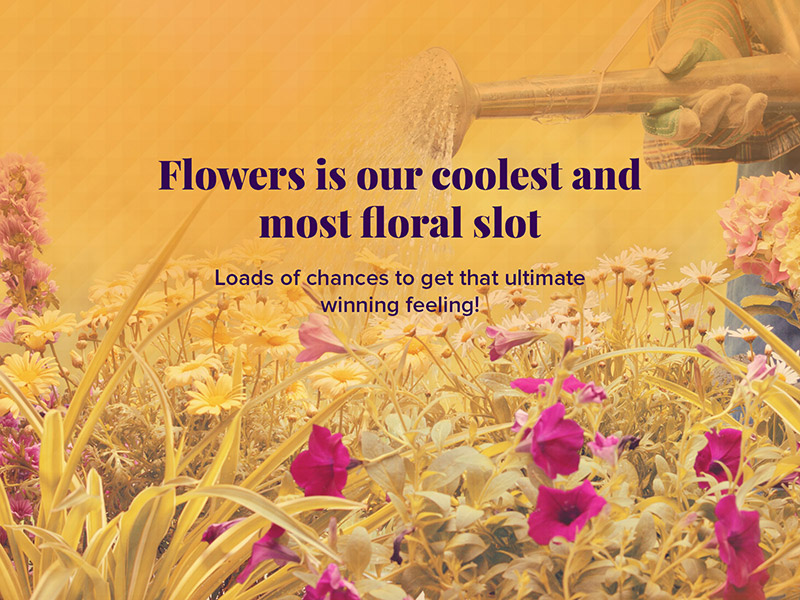 Flowers is our coolest and
most floral slot
Loads of chances to get that ultimate
winning feeling!